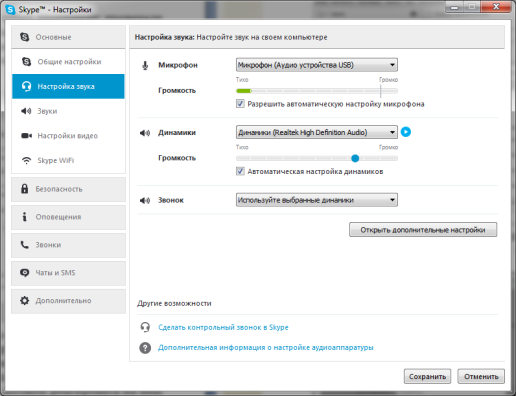 Skype™ - Настройки
Основные
Общие настройки
Настройка звука
Звуки
Настройки видео
Skype WiFi
Безопасность
Оповещения
Звонки
Чаты и SMS
Дополнительно
Настройка звука: Настройте звук на своем компьютере
Микрофон Микрофон (Аудио устройства USB)
Тихо Громко
Громкость
Разрешить автоматическую настройку микрофона
Динамики Динамики (Realtek High Definition Audio)
Тихо Громко
Громкость
Автоматическая настройка динамиков
Звонок Используйте выбранные динамики
Открыть дополнительные настройки
Другие возможности
Сделать контрольный звонок в Skype
Дополнительная информация о настройке аудиоаппаратуры
Сохранить Отменить